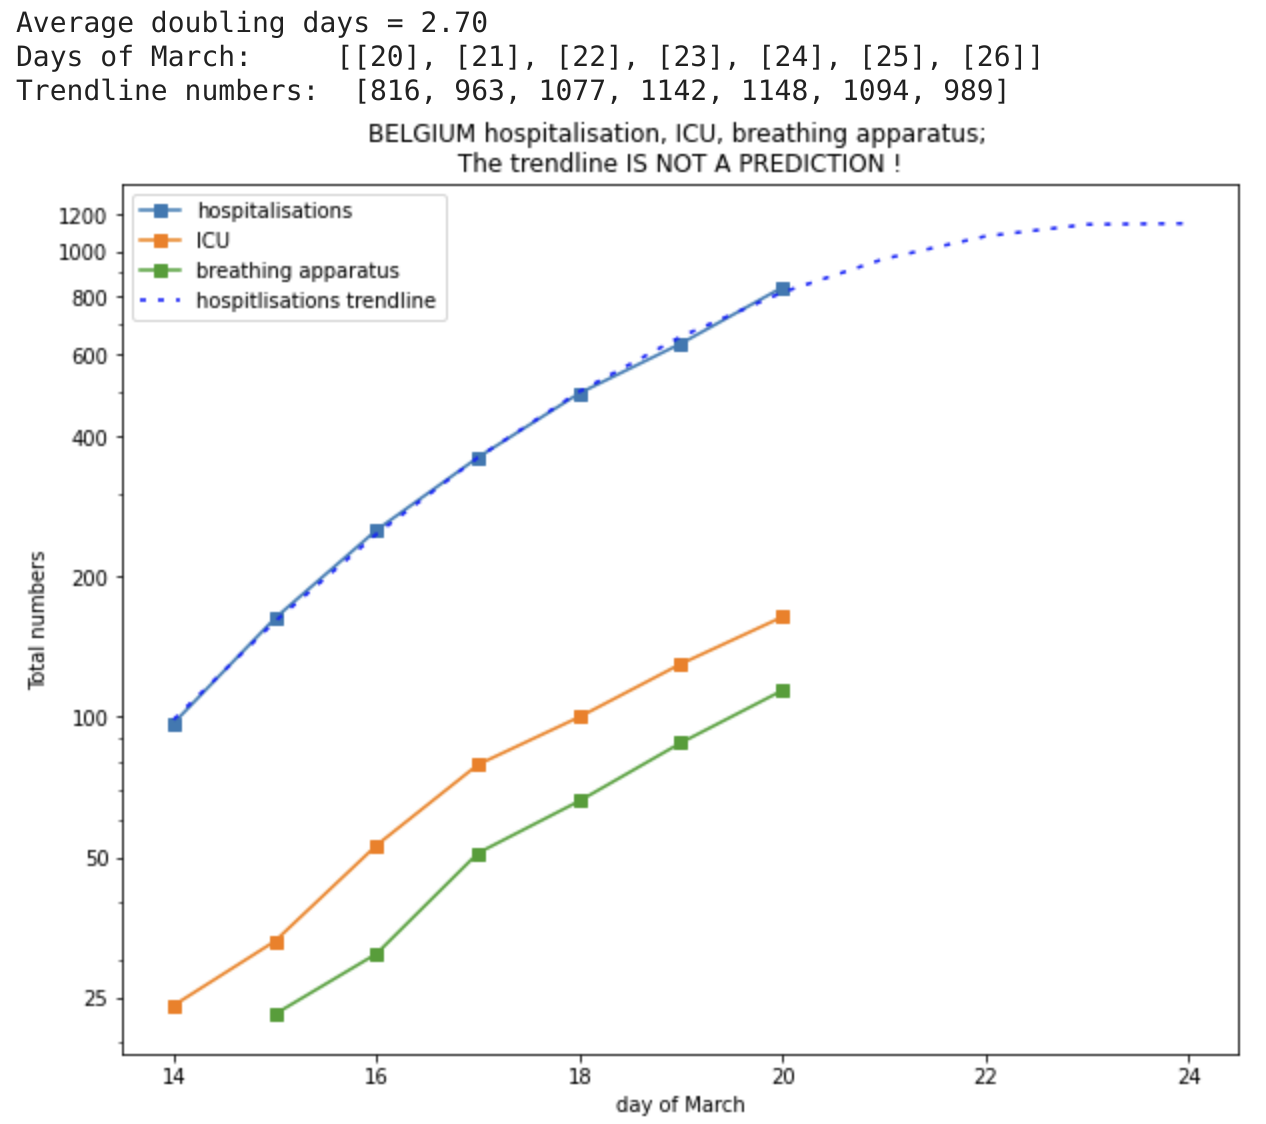 Average doubling days = 2.70
Days of March:     [[20], [21], [22], [23], [24], [25], [26]]
Trendline numbers:  [816, 963, 1077, 1142, 1148, 1094, 989]
BELGIUM hospitalisation, ICU, breathing apparatus;
The trendline IS NOT A PREDICTION !
hospitalisations
ICU
breathing apparatus
hospitlisations trendline
1200
1000
800
600
400
200
100
50
25
Total numbers
14 16 18 20 22 24
day of March